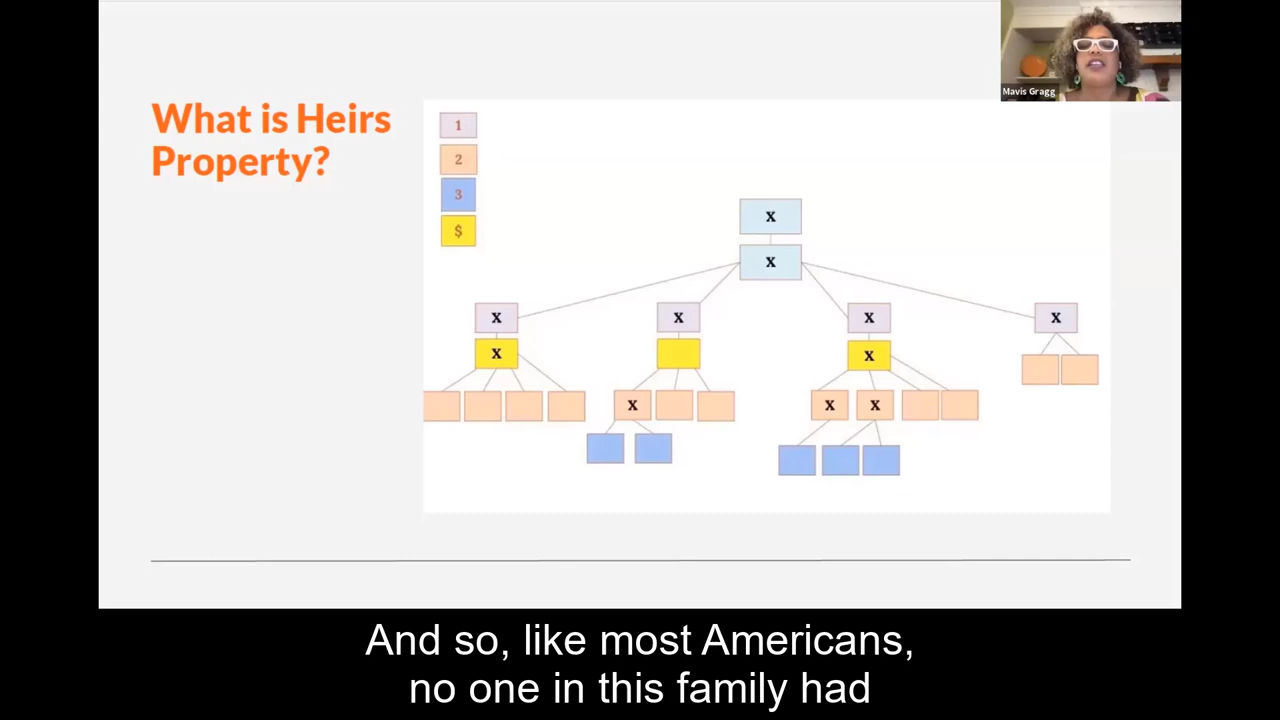 What is Heirs
Property?
Mavis Gragg
1
2
3
$
x
x
x x x x
x x
x x x
And so, like most Americans,
no one in this family had